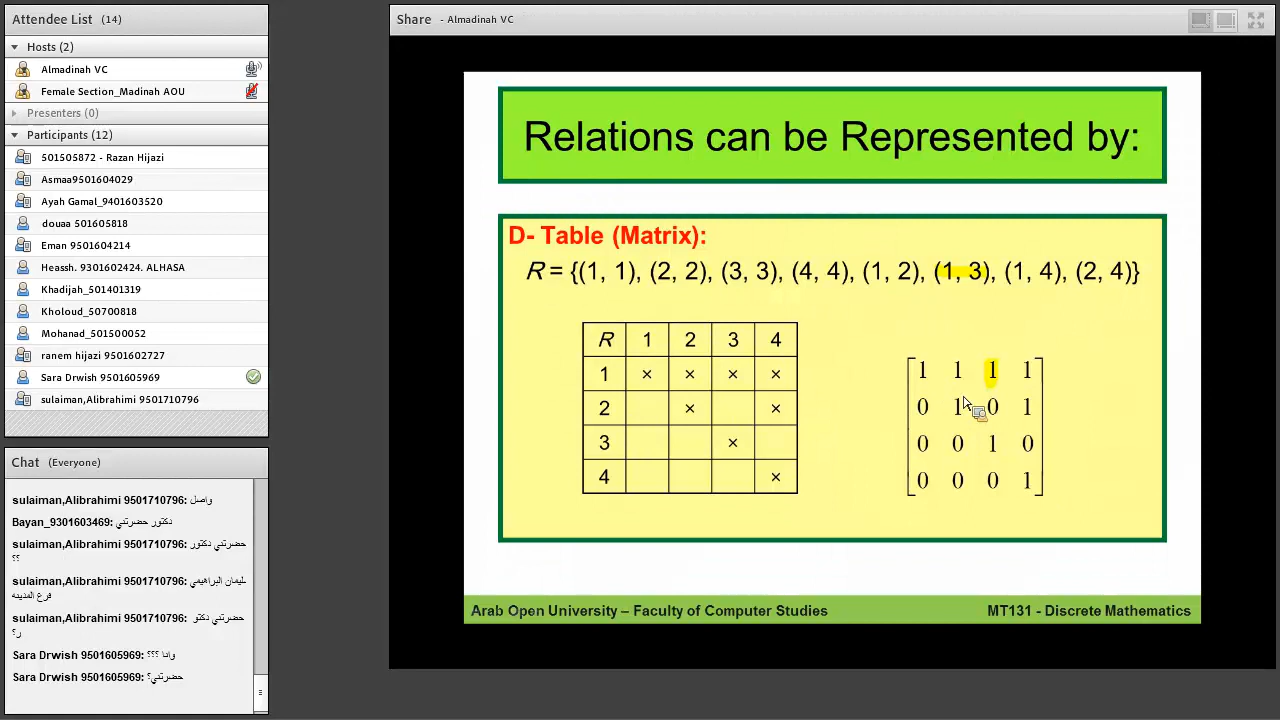 Attendee List (14)
Hosts (2)
Almadinah VC
Female Section_Madinah AOU
Presenters (0)
Participants (12)
501505872 - Razan Hijazi
Asmaa9501604029
Ayah Gamal_9401603520
douaa 501605818
Eman 9501604214
Heassh. 9301602424. ALHASA
Khadijah_501401319
Kholoud_50700818
Mohanad_501500052
ranem hijazi 9501602727
Sara Drwish 9501605969
sulaiman,Alibrahimi 9501710796
Chat (Everyone)
sulaiman,Alibrahimi 9501710796: واصل
Bayan_9301603469: دكتور حضرتني
sulaiman,Alibrahimi 9501710796: حضرتني دكتور
؟؟
sulaiman,Alibrahimi 9501710796: سليمان البراهيمي
فرع المدينه
sulaiman,Alibrahimi 9501710796: حضرتني دكتو
ر؟
Sara Drwish 9501605969: وانا ؟؟؟
Sara Drwish 9501605969: حضرتني؟
Share - Almadinah VC
Relations can be Represented by:
D- Table (Matrix):
R = {(1, 1), (2, 2), (3, 3), (4, 4), (1, 2), (1, 3), (1, 4), (2, 4)}
R 1 2 3 4
1 × × × ×
2 × ×
3 ×
4 ×
1 1 1 1
0 1 0 1
0 0 1 0
0 0 0 1
Arab Open University – Faculty of Computer Studies
MT131 - Discrete Mathematics